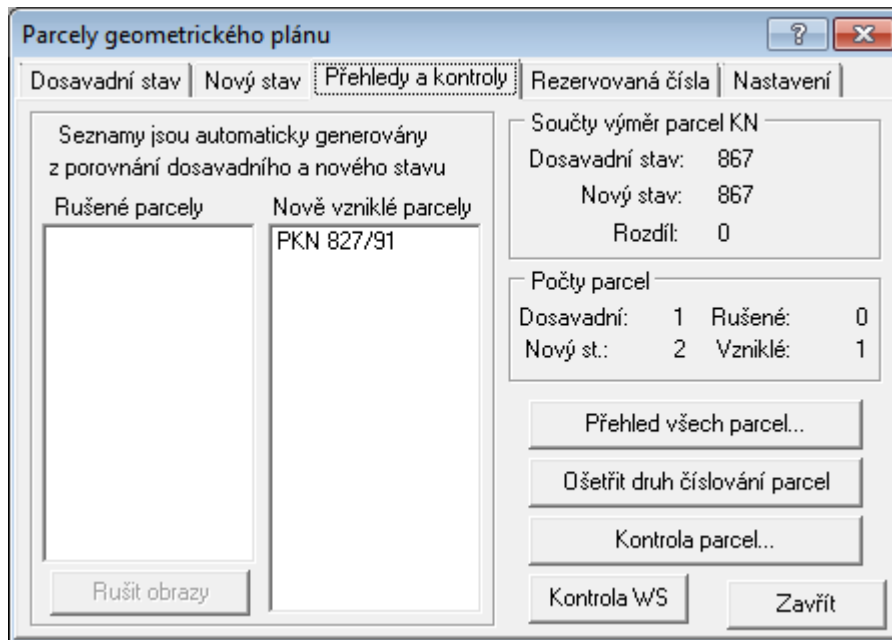 Parcely geometrického plánu
Dosavadní stav
Nový stav
Přehledy a kontroly
Rezervovaná čísla
Nastavení
Seznamy jsou automaticky generovány
z porovnání dosavadního a nového stavu
Rušené parcely
Nově vzniklé parcely
PKN 827/91
Rušit obrazy
Součty výměr parcel KN
Dosavadní stav: 867
Nový stav: 867
Rozdíl: 0
Počty parcel
Dosavadní: 1 Rušené: 0
Nový st.: 2 Vzniklé: 1
Přehled všech parcel...
Ošetřit druh číslování parcel
Kontrola parcel...
Kontrola WS
Zavřít